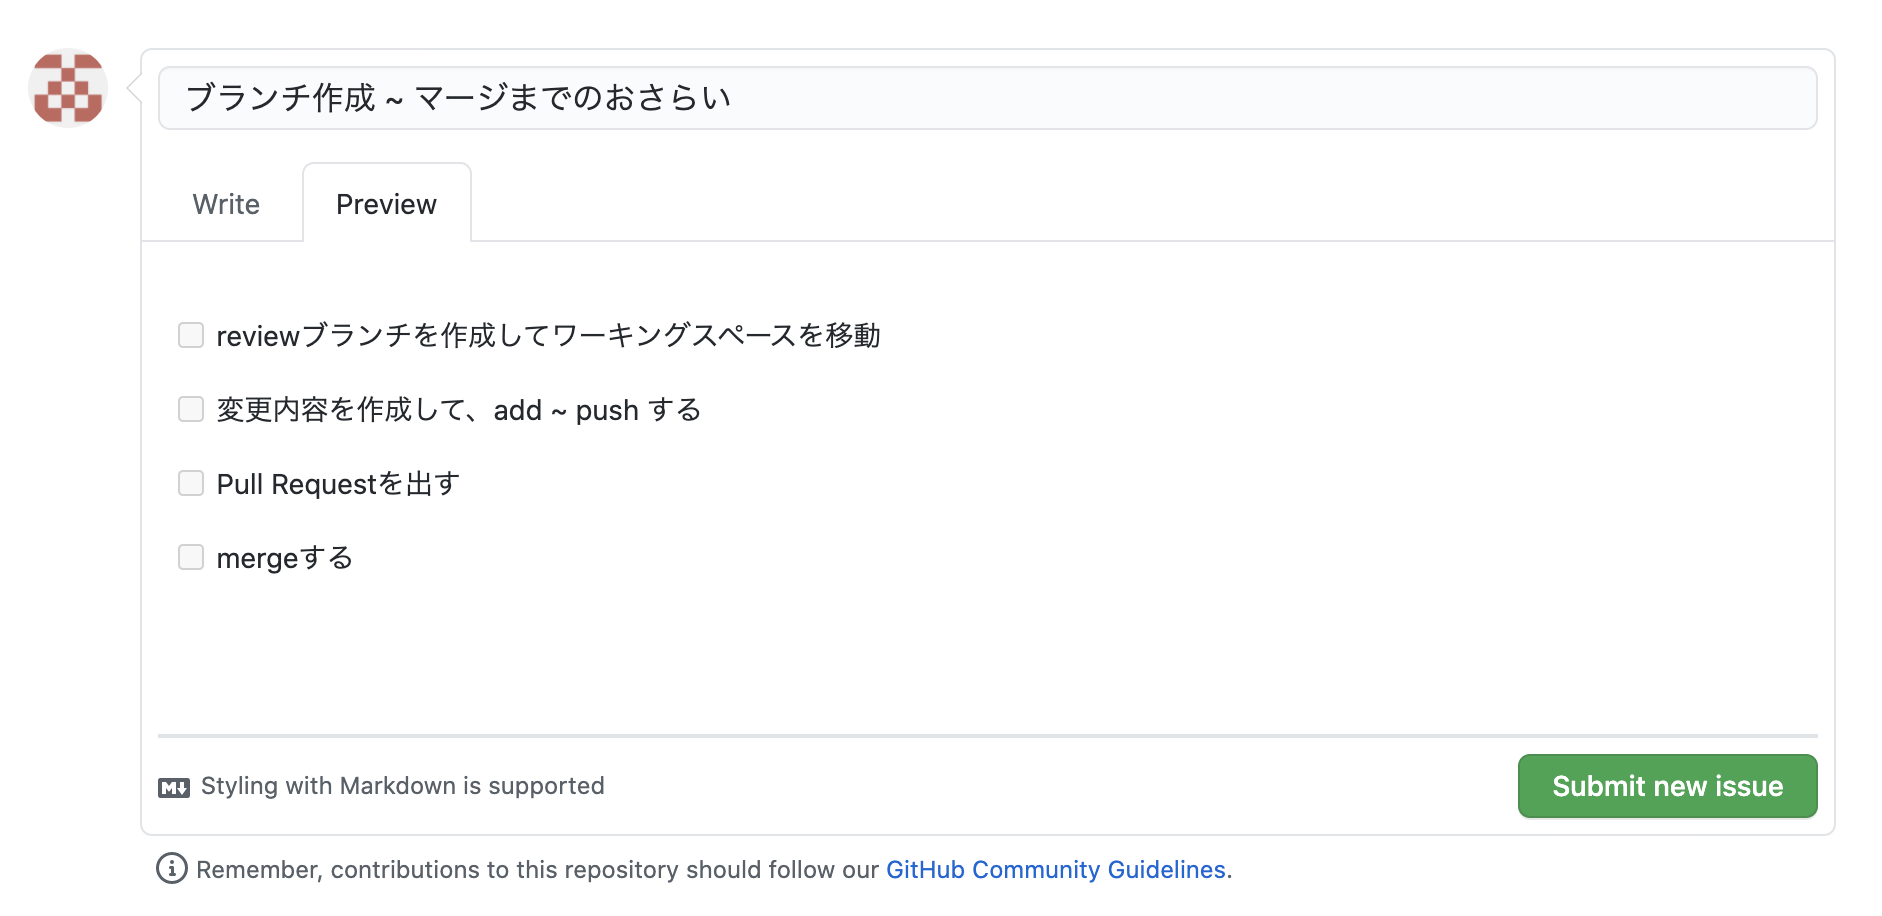 ブランチ作成 ~ マージまでのおさらい
Write
Preview
reviewブランチを作成してワーキングスペースを移動
変更内容を作成して、add ~ push する
Pull Requestを出す
mergeする
M↓ Styling with Markdown is supported
Submit new issue
Remember, contributions to this repository should follow our GitHub Community Guidelines.